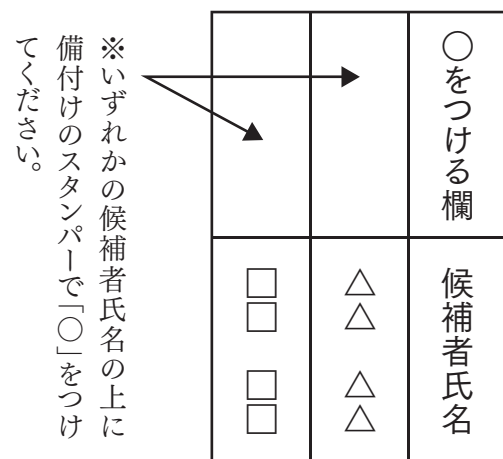 ○をつける欄
候補者氏名
△△ △△
□□ □□
※いずれかの候補者氏名の上に
備付けのスタンパーで「○」をつけ
てください。